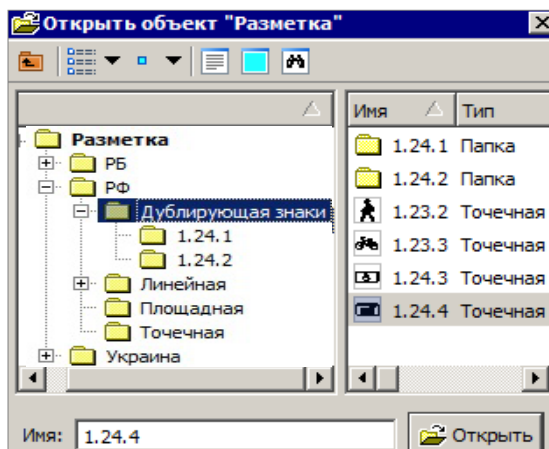 Открыть объект "Разметка"
Разметка
РБ
РФ
Дублирующая знаки
1.24.1
1.24.2
Линейная
Площадная
Точечная
Украина
Имя Тип
1.24.1 Папка
1.24.2 Папка
1.23.2 Точечная
1.23.3 Точечная
1.24.3 Точечная
1.24.4 Точечная
Имя: 1.24.4 Открыть